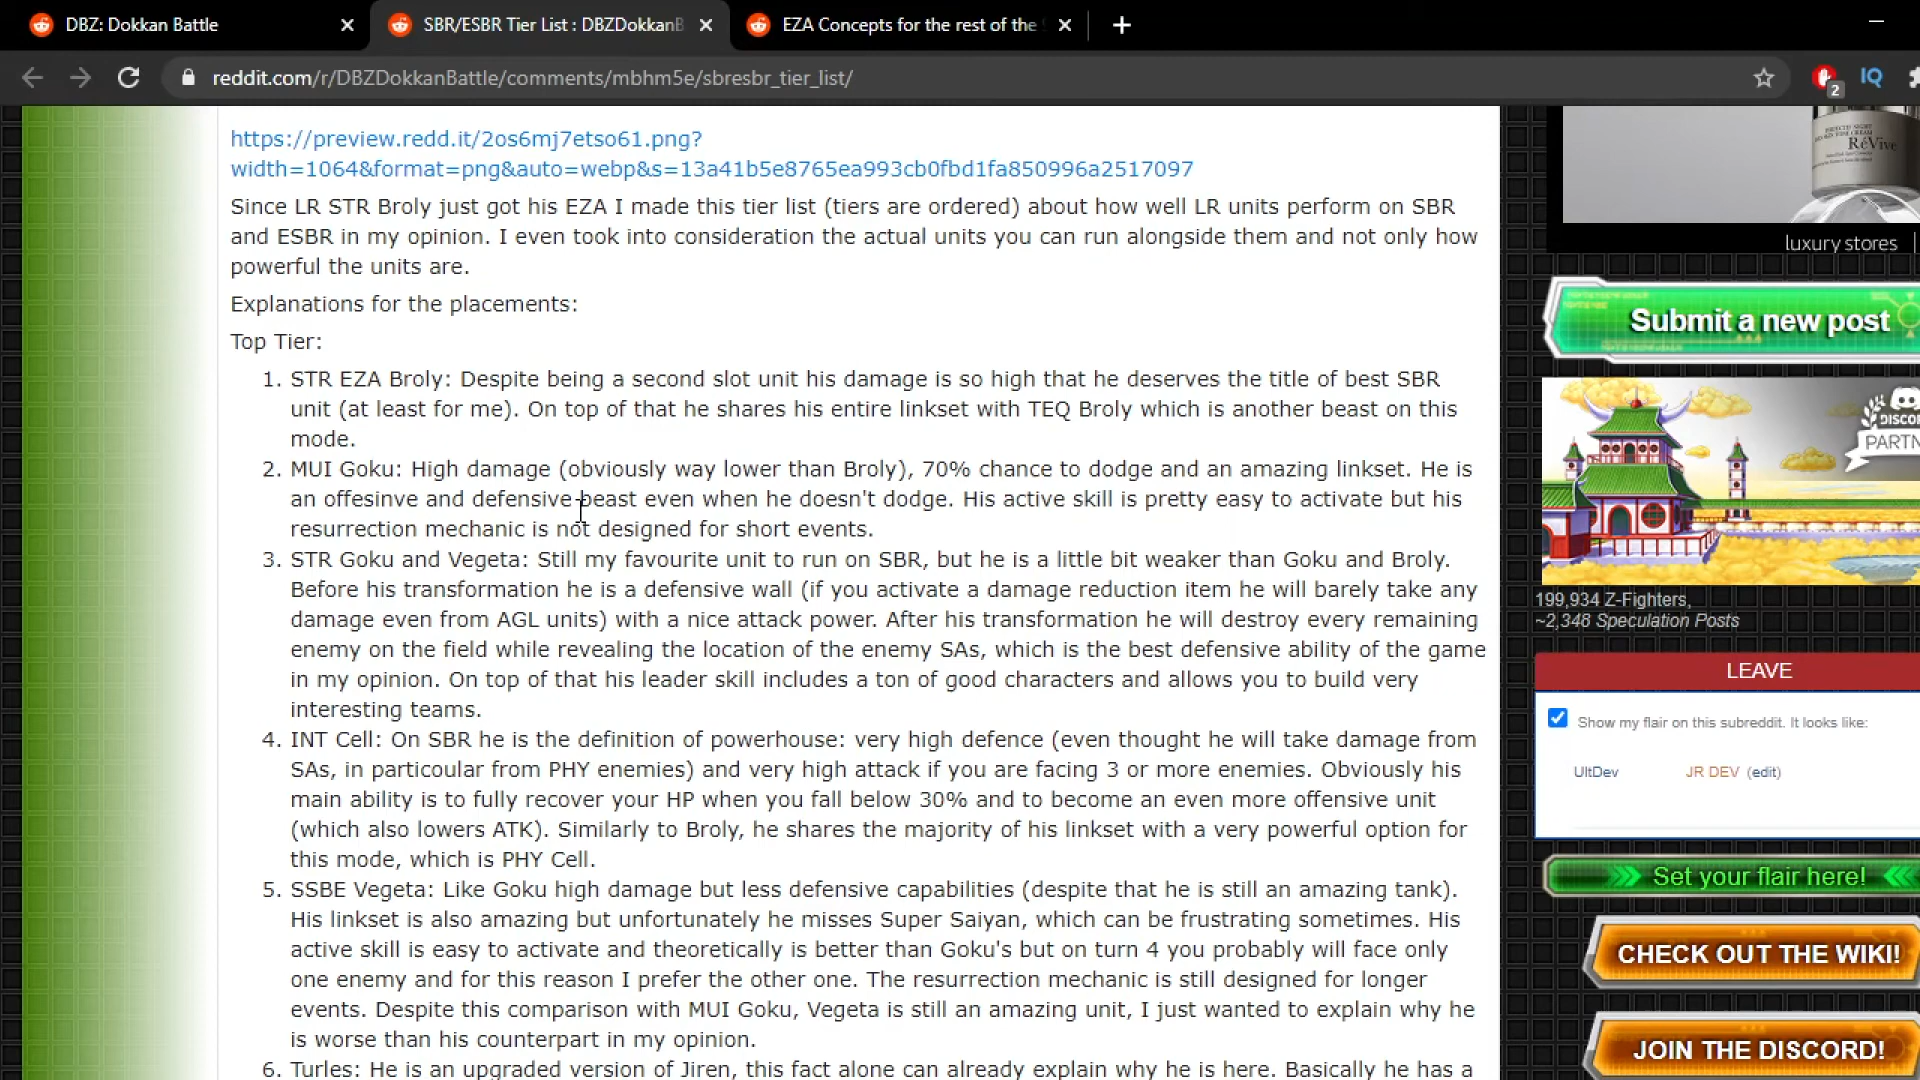 DBZ: Dokkan Battle
SBR/ESBR Tier List : DBZDokkanB
EZA Concepts for the rest of the
reddit.com/r/DBZDokkanBattle/comments/mbhm5e/sbresbr_tier_list/
2
IQ
https://preview.redd.it/2os6mj7etso61.png?
width=1064&format=png&auto=webp&s=13a41b5e8765ea993cb0fbd1fa850996a2517097
Since LR STR Broly just got his EZA I made this tier list (tiers are ordered) about how well LR units perform on SBR
and ESBR in my opinion. I even took into consideration the actual units you can run alongside them and not only how
powerful the units are.
Explanations for the placements:
Top Tier:
1. STR EZA Broly: Despite being a second slot unit his damage is so high that he deserves the title of best SBR
unit (at least for me). On top of that he shares his entire linkset with TEQ Broly which is another beast on this
mode.
2. MUI Goku: High damage (obviously way lower than Broly), 70% chance to dodge and an amazing linkset. He is
an offesinve and defensive beast even when he doesn't dodge. His active skill is pretty easy to activate but his
resurrection mechanic is not designed for short events.
3. STR Goku and Vegeta: Still my favourite unit to run on SBR, but he is a little bit weaker than Goku and Broly.
Before his transformation he is a defensive wall (if you activate a damage reduction item he will barely take any
damage even from AGL units) with a nice attack power. After his transformation he will destroy every remaining
enemy on the field while revealing the location of the enemy SAs, which is the best defensive ability of the game
in my opinion. On top of that his leader skill includes a ton of good characters and allows you to build very
interesting teams.
4. INT Cell: On SBR he is the definition of powerhouse: very high defence (even thought he will take damage from
SAs, in particoular from PHY enemies) and very high attack if you are facing 3 or more enemies. Obviously his
main ability is to fully recover your HP when you fall below 30% and to become an even more offensive unit
(which also lowers ATK). Similarly to Broly, he shares the majority of his linkset with a very powerful option for
this mode, which is PHY Cell.
5. SSBE Vegeta: Like Goku high damage but less defensive capabilities (despite that he is still an amazing tank).
His linkset is also amazing but unfortunately he misses Super Saiyan, which can be frustrating sometimes. His
active skill is easy to activate and theoretically is better than Goku's but on turn 4 you probably will face only
one enemy and for this reason I prefer the other one. The resurrection mechanic is still designed for longer
events. Despite this comparison with MUI Goku, Vegeta is still an amazing unit, I just wanted to explain why he
is worse than his counterpart in my opinion.
6. Turles: He is an upgraded version of Jiren, this fact alone can already explain why he is here. Basically he has a
RéVive
luxury stores
Submit a new post
DISCO
PARTN
199,934 Z-Fighters,
~2,348 Speculation Posts
LEAVE
Show my flair on this subreddit. It looks like:
UltDev JR DEV (edit)
Set your flair here!
CHECK OUT THE WIKI!
JOIN THE DISCORD!